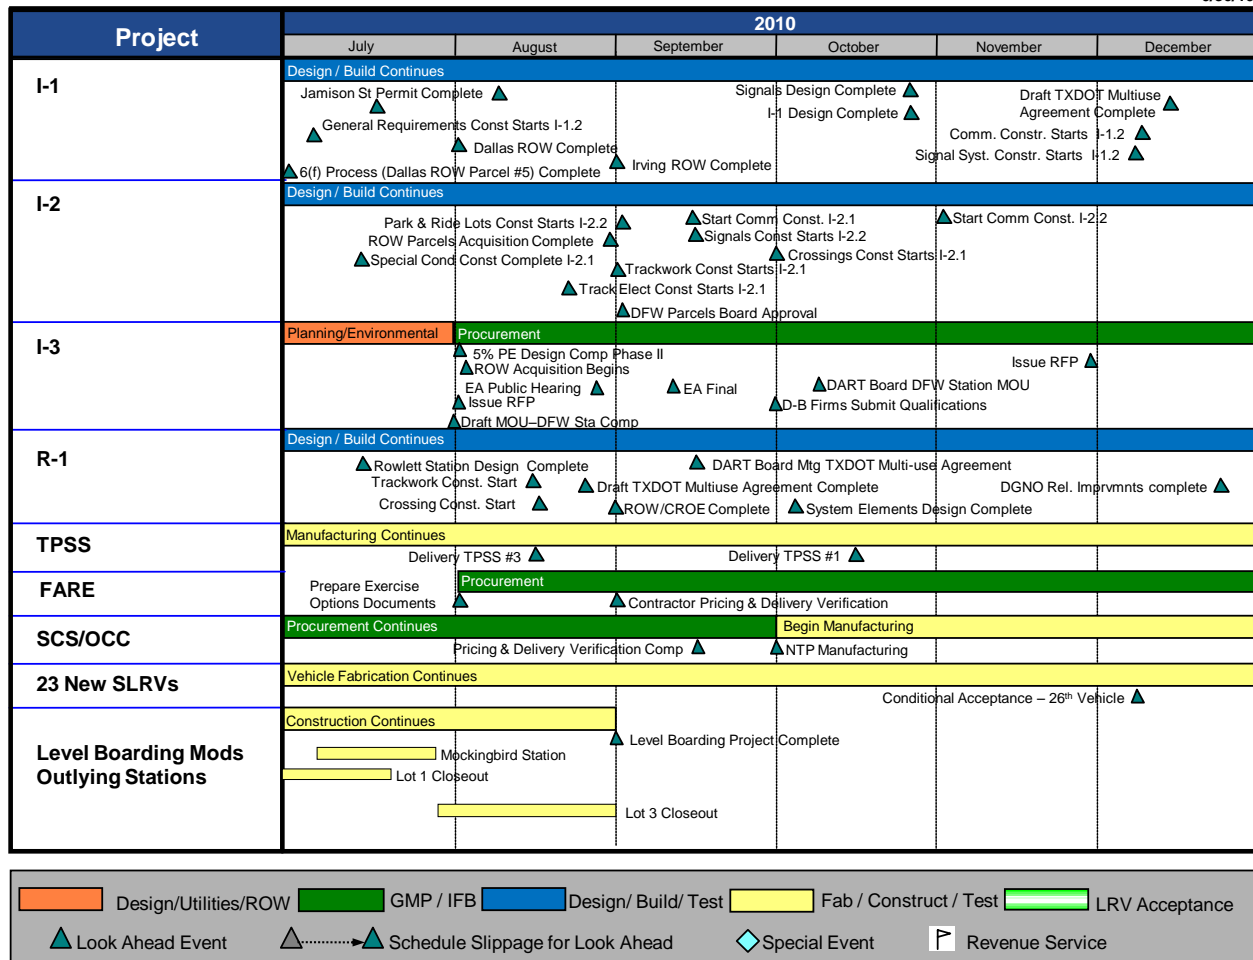 Project
2010
July
August
September
October
November
December
I-1
Design / Build Continues
Jamison St Permit Complete
Signals Design Complete
Draft TXDOT Multiuse
Agreement Complete
I-1 Design Complete
General Requirements Const Starts I-1.2
Comm. Constr. Starts I-1.2
Dallas ROW Complete
Signal Syst. Constr. Starts I-1.2
Irving ROW Complete
6(f) Process (Dallas ROW Parcel #5) Complete
I-2
Design / Build Continues
Park & Ride Lots Const Starts I-2.2
Start Comm Const. I-2.1
Start Comm Const. I-2.2
ROW Parcels Acquisition Complete
Signals Const Starts I-2.2
Special Cond Const Complete I-2.1
Crossings Const Starts I-2.1
Trackwork Const Starts I-2.1
Track Elect Const Starts I-2.1
DFW Parcels Board Approval
I-3
Planning/Environmental
Procurement
5% PE Design Comp Phase II
Issue RFP
ROW Acquisition Begins
EA Public Hearing
EA Final
DART Board DFW Station MOU
Issue RFP
D-B Firms Submit Qualifications
Draft MOU–DFW Sta Comp
R-1
Design / Build Continues
Rowlett Station Design Complete
DART Board Mtg TXDOT Multi-use Agreement
Trackwork Const. Start
Draft TXDOT Multiuse Agreement Complete
DGNO Rel. Imprvmnts complete
Crossing Const. Start
ROW/CROE Complete
System Elements Design Complete
TPSS
Manufacturing Continues
Delivery TPSS #3
Delivery TPSS #1
FARE
Procurement
Prepare Exercise
Options Documents
Contractor Pricing & Delivery Verification
SCS/OCC
Procurement Continues
Begin Manufacturing
Pricing & Delivery Verification Comp
NTP Manufacturing
23 New SLRVs
Vehicle Fabrication Continues
Conditional Acceptance – 26th Vehicle
Level Boarding Mods
Outlying Stations
Construction Continues
Level Boarding Project Complete
Mockingbird Station
Lot 1 Closeout
Lot 3 Closeout
Design/Utilities/ROW
GMP / IFB
Design/ Build/ Test
Fab / Construct / Test
LRV Acceptance
Look Ahead Event
Schedule Slippage for Look Ahead
Special Event
Revenue Service